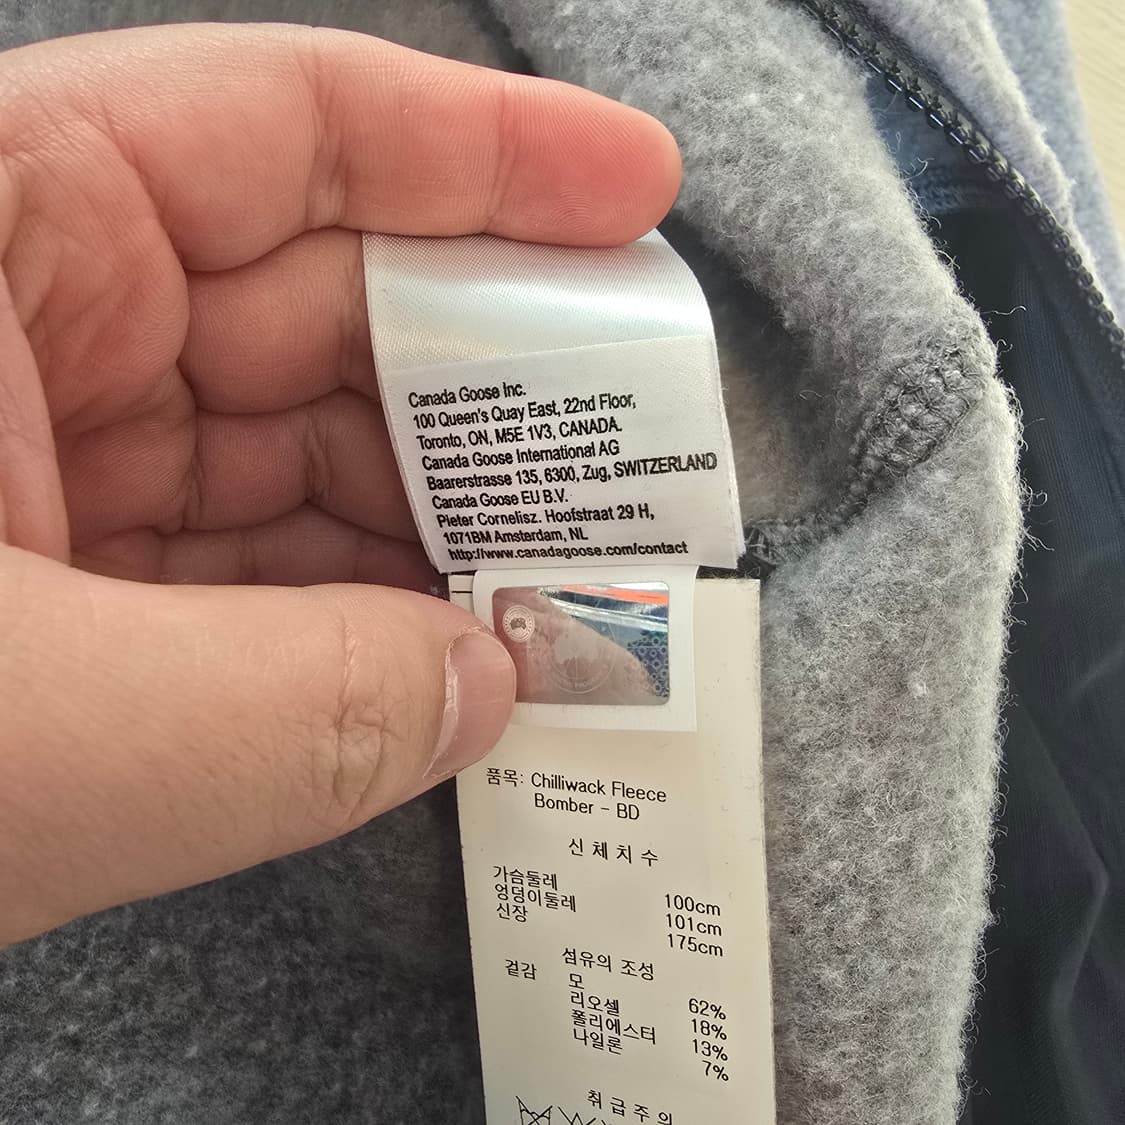 Canada Goose Inc.
100 Queen's Quay East, 22nd Floor,
Toronto, ON, M5E 1V3, CANADA.
Canada Goose International AG
Baarerstrasse 135, 6300, Zug, SWITZERLAND
Canada Goose EU B.V.
Pieter Cornelisz. Hoofstraat 29 H,
1071BM Amsterdam, NL
http://www.canadagoose.com/contact
품목: Chilliwack Fleece
Bomber - BD
신체치수
가슴둘레 100cm
엉덩이둘레 101cm
신장 175cm
섬유의 조성
겉감 모 62%
리오셀 18%
폴리에스터 13%
나일론 7%
취급주의